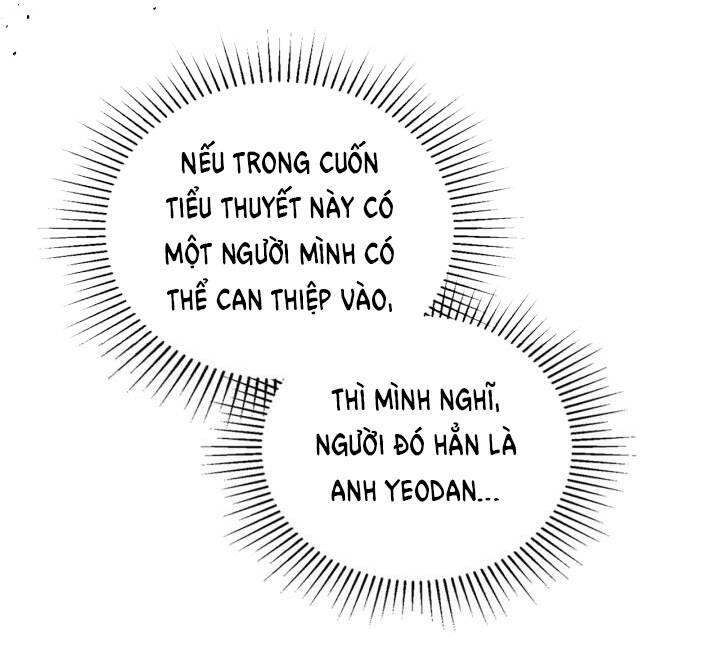 NẾU TRONG CUỐN
TIỂU THUYẾT NÀY CÓ
MỘT NGƯỜI MÌNH CÓ
THỂ CAN THIỆP VÀO,
THÌ MÌNH NGHĨ,
NGƯỜI ĐÓ HẲN LÀ
ANH YEODAN...